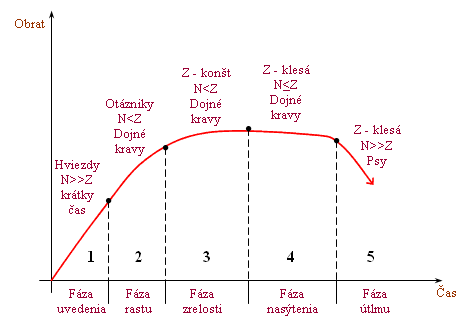 Obrat
Hviezdy
N>>Z
krátky
čas
Otázniky
N<Z
Dojné
kravy
Z - konšt
N<Z
Dojné
kravy
Z - klesá
N≤Z
Dojné
kravy
Z - klesá
N>>Z
Psy
1
2
3
4
5
Čas
Fáza
uvedenia
Fáza
rastu
Fáza
zrelosti
Fáza
nasýtenia
Fáza
útlmu